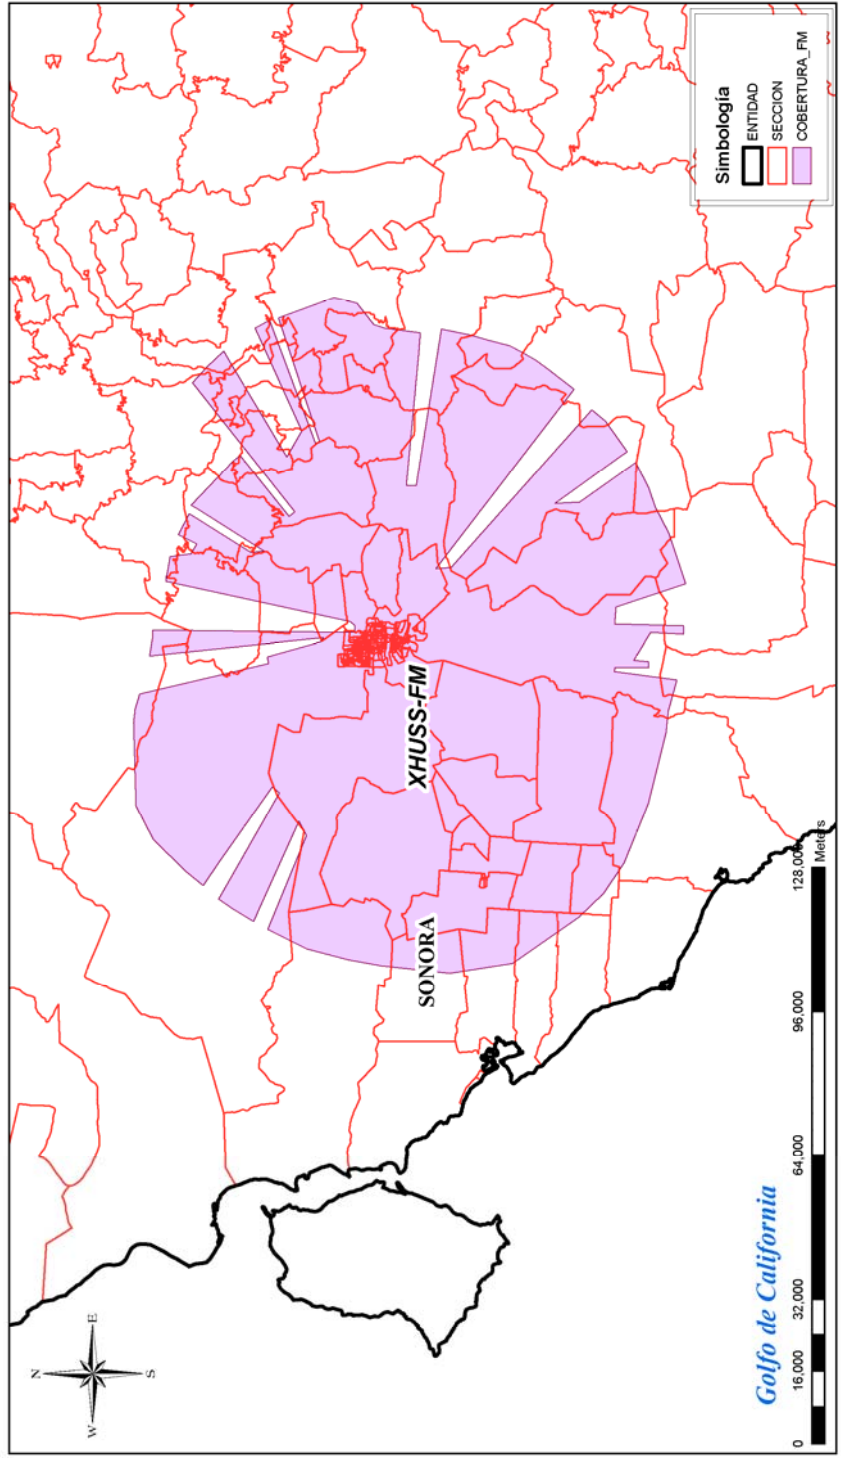 Simbología
ENTIDAD
SECCION
COBERTURA_FM
XHUSS-FM
SONORA
Golfo de California
N
W
E
S
0
16,000
32,000
64,000
96,000
128,000
Meters